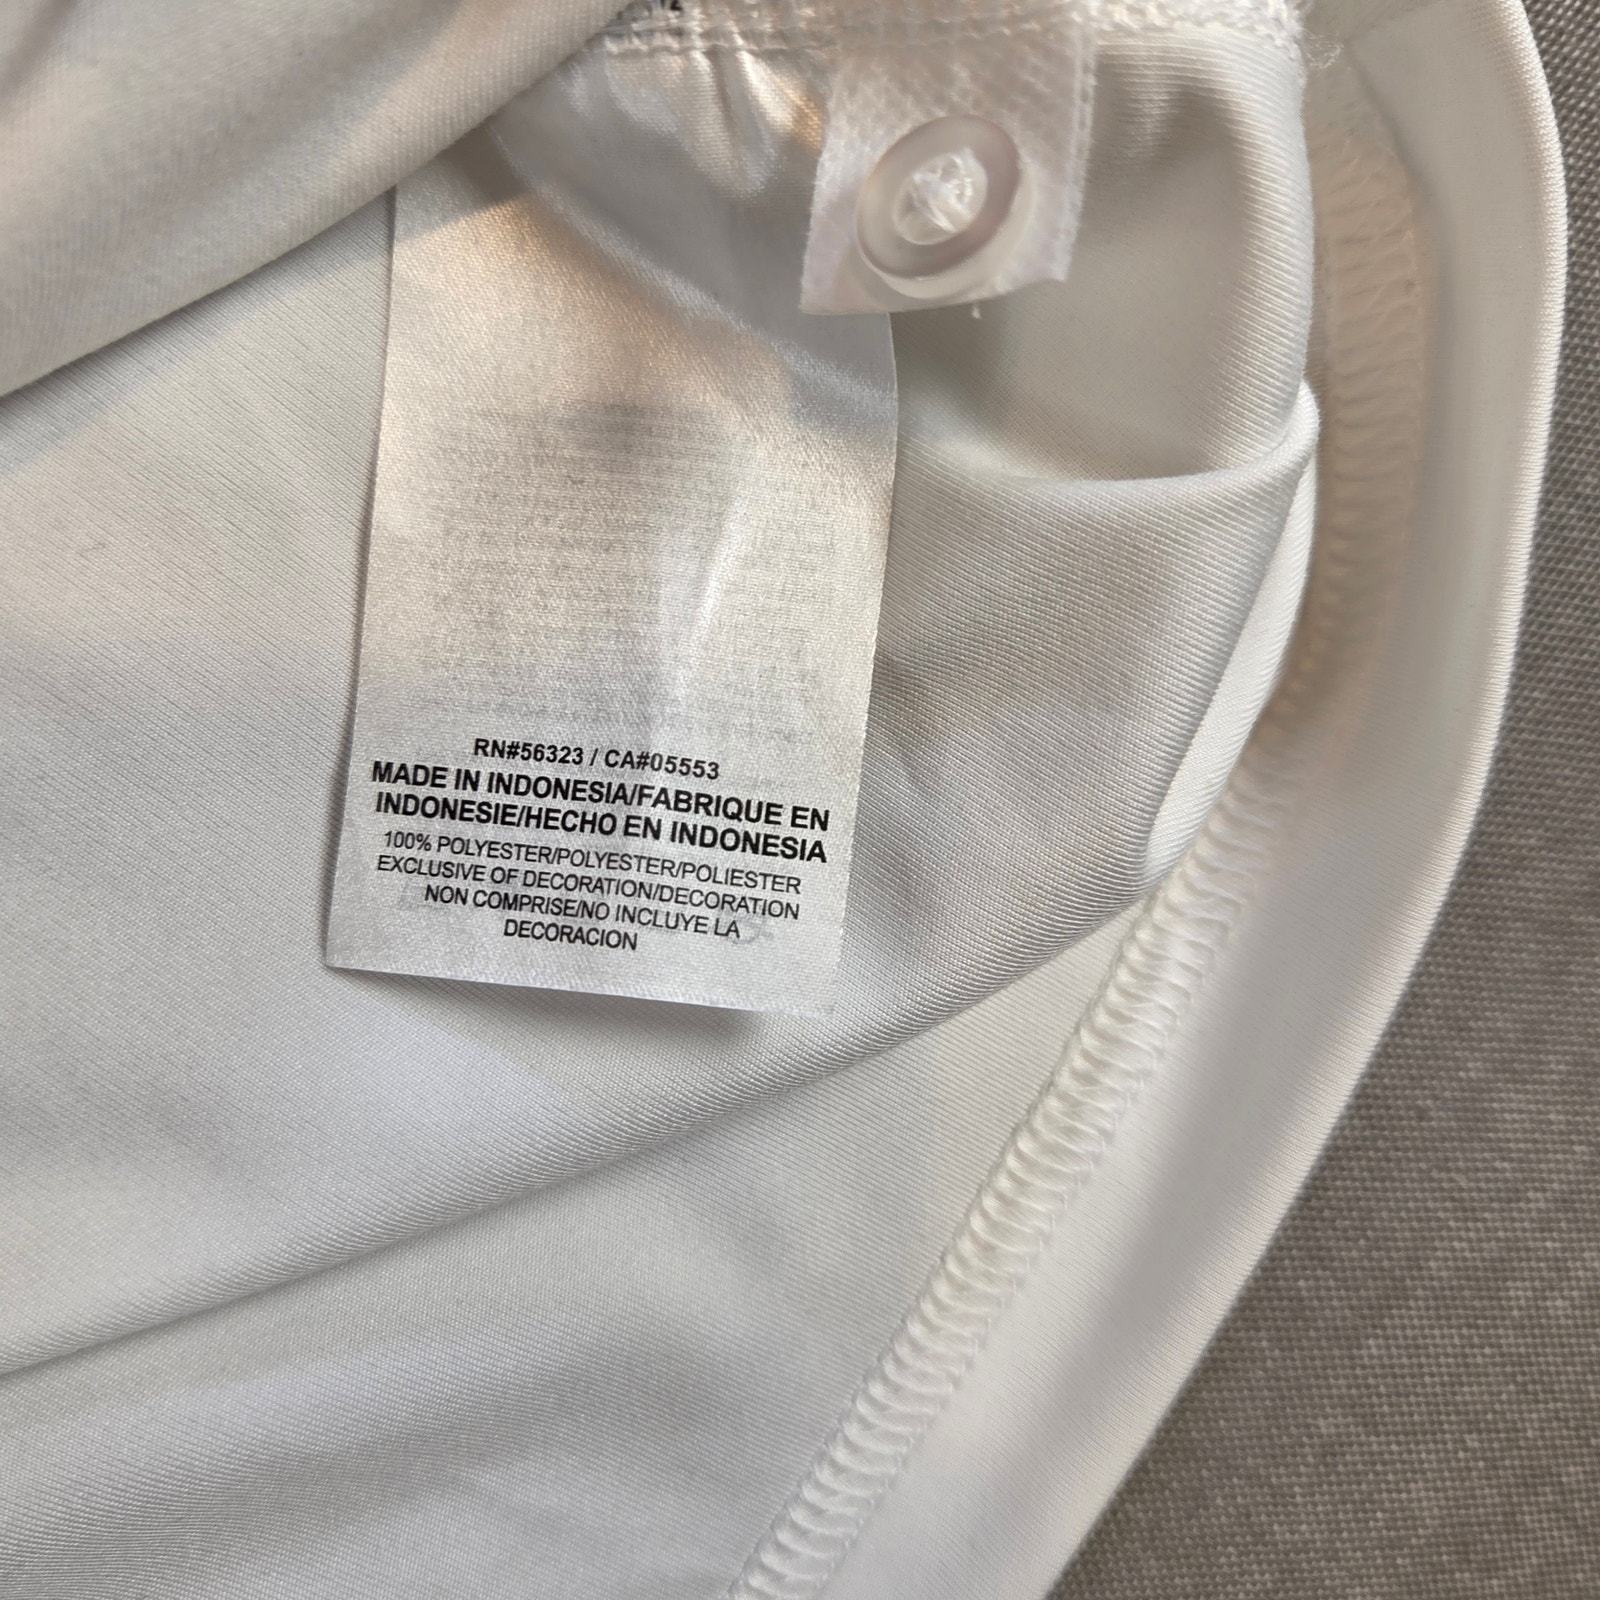 RN#56323 / CA#05553
MADE IN INDONESIA/FABRIQUE EN
INDONESIE/HECHO EN INDONESIA
100% POLYESTER/POLYESTER/POLIESTER
EXCLUSIVE OF DECORATION/DECORATION
NON COMPRISE/NO INCLUYE LA
DECORACION